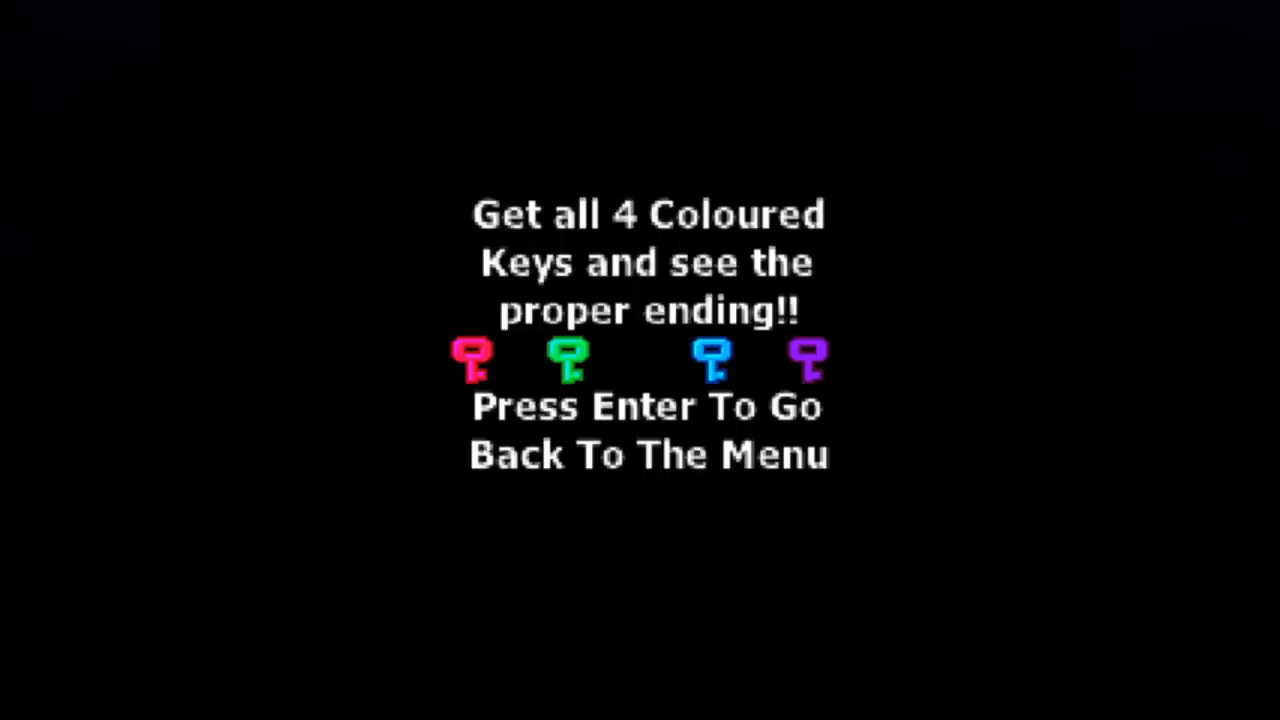 Get all 4 Coloured
Keys and see the
proper ending!!
Press Enter To Go
Back To The Menu